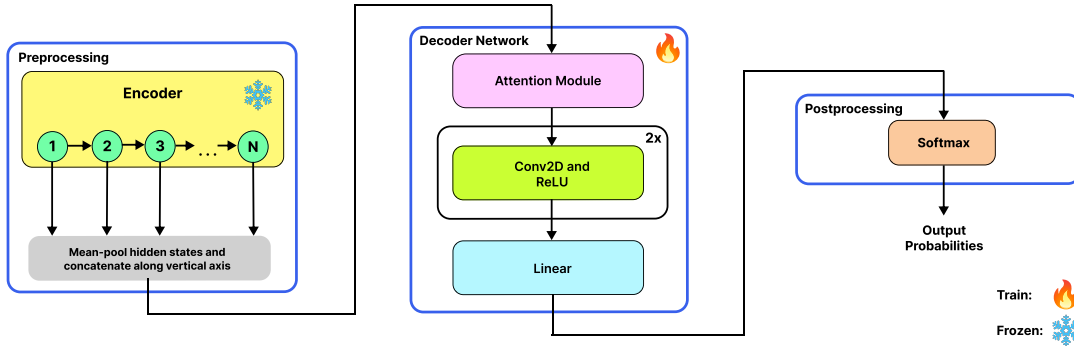 Preprocessing
Encoder
1
2
3
...
N
Mean-pool hidden states and
concatenate along vertical axis
Decoder Network
Attention Module
2x
Conv2D and
ReLU
Linear
Postprocessing
Softmax
Output
Probabilities
Train:
Frozen: